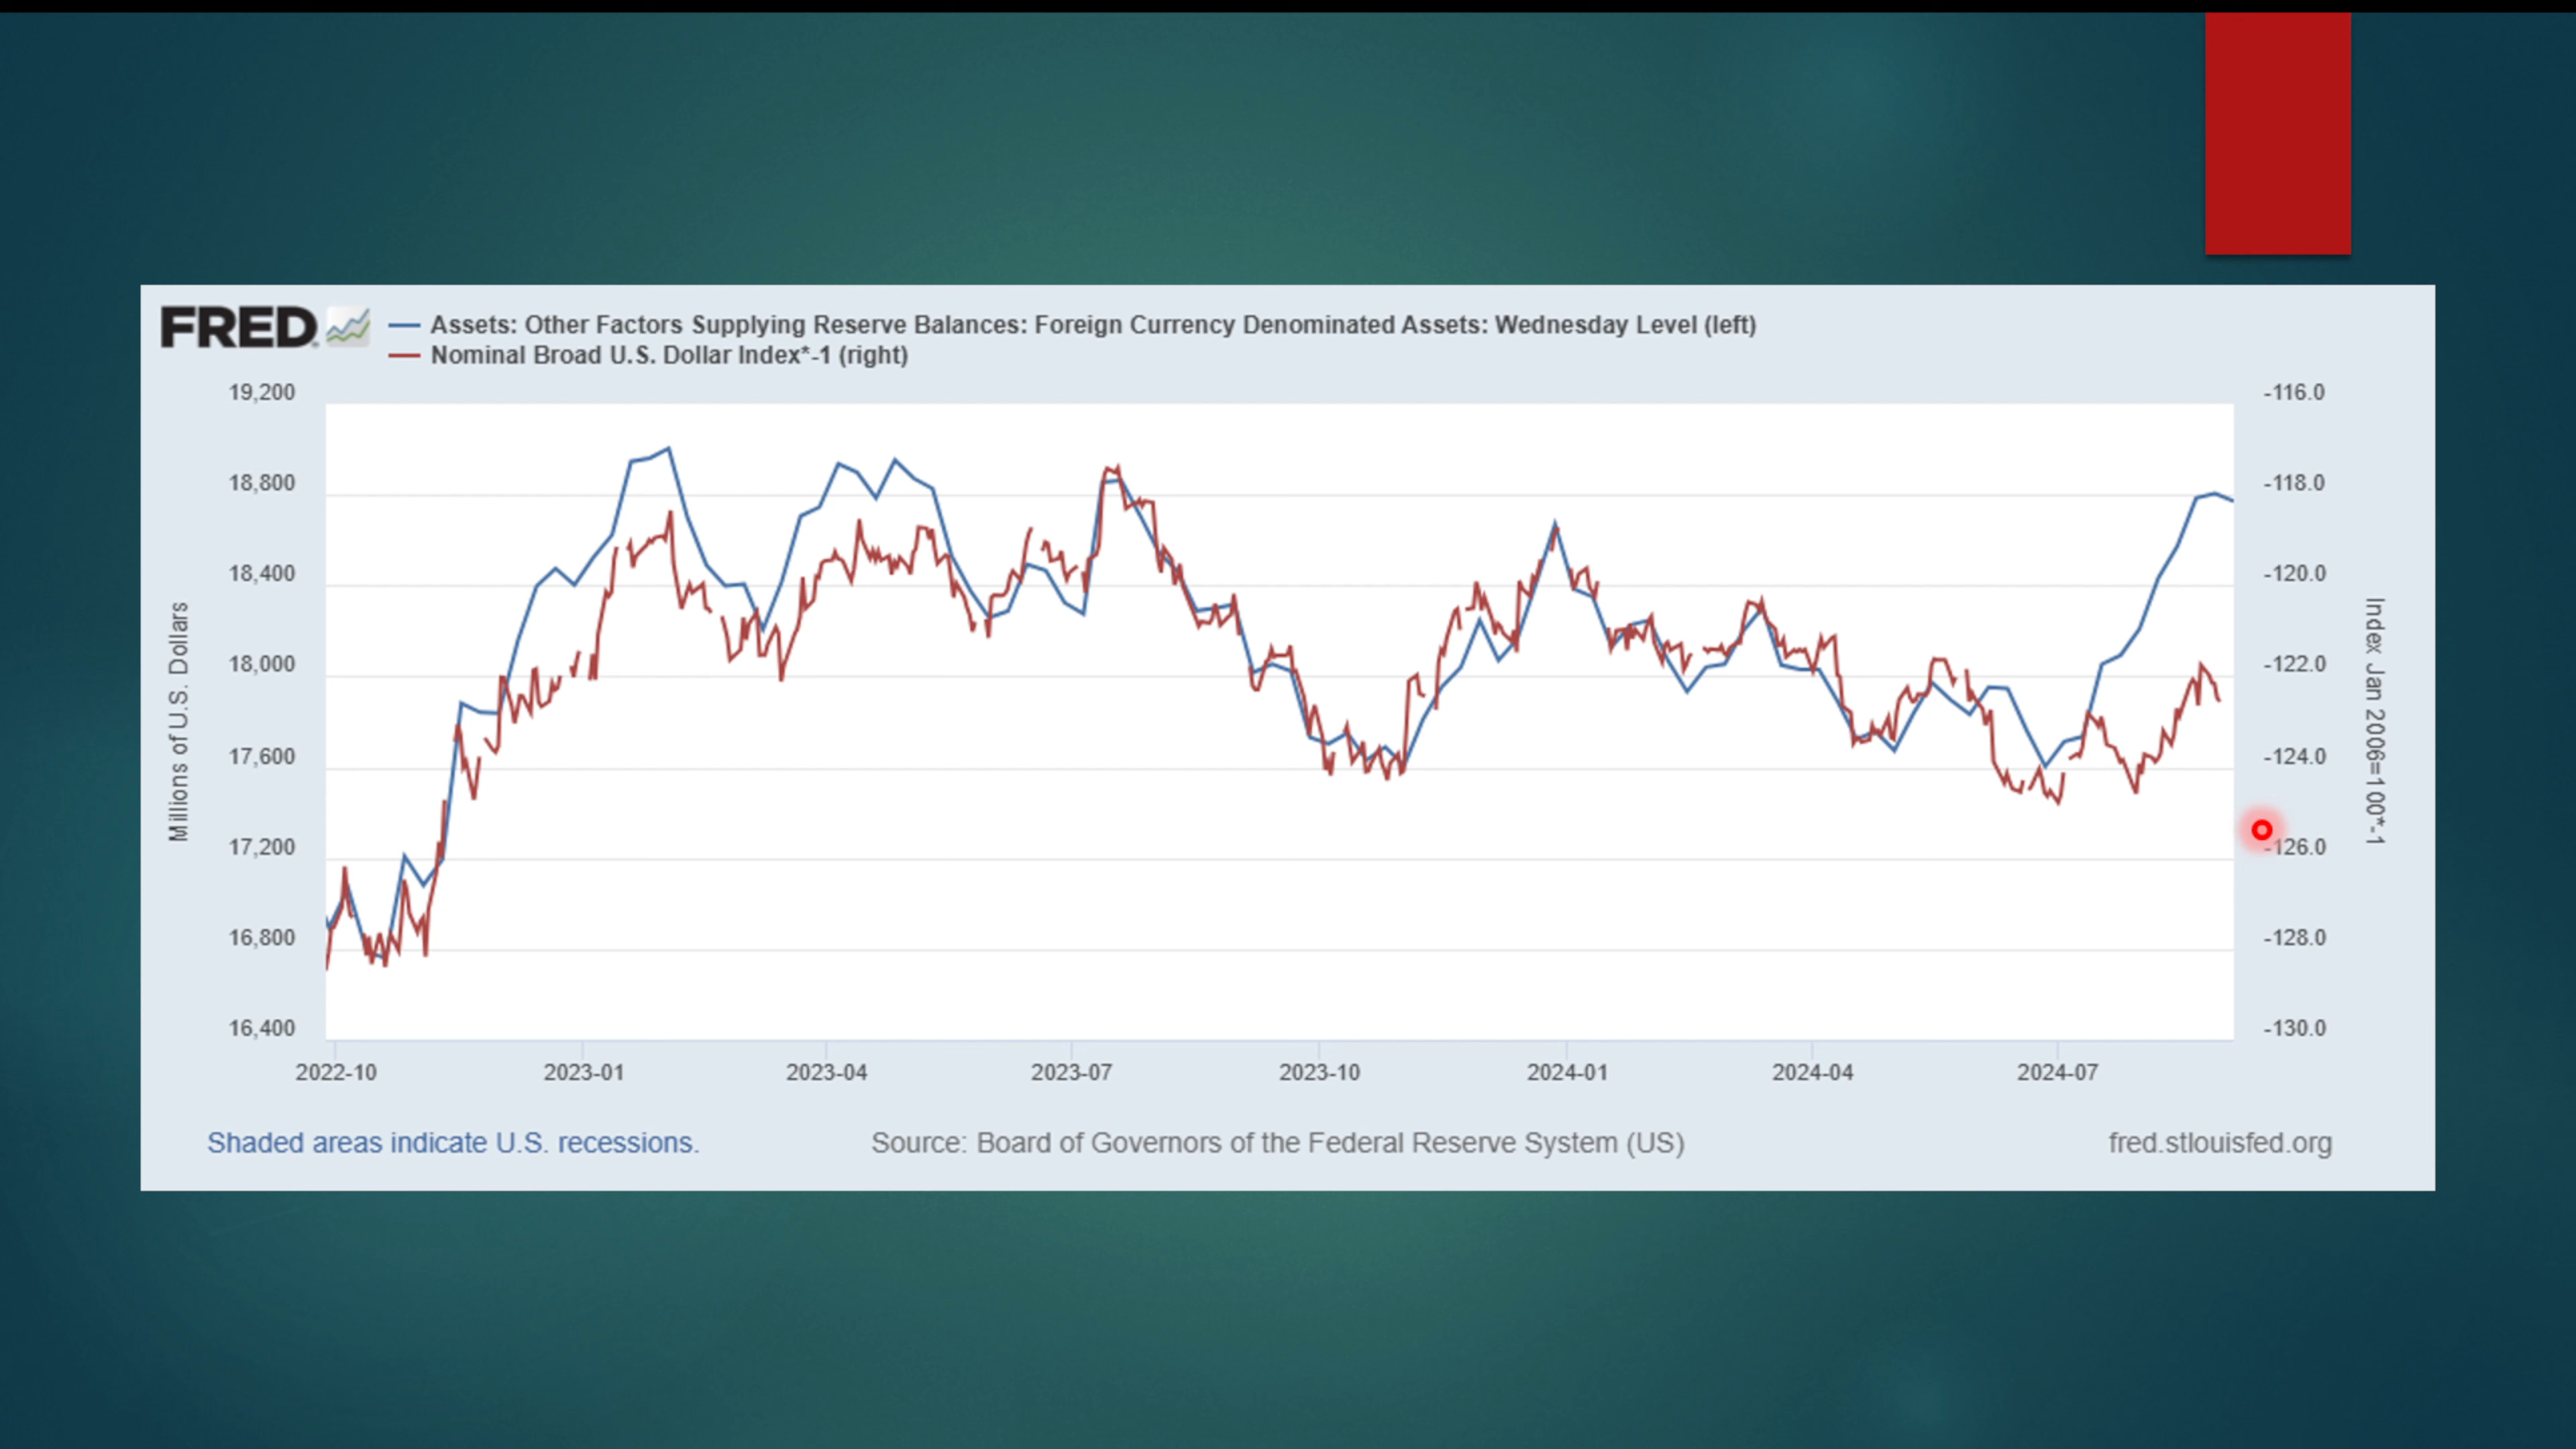 FRED
Assets: Other Factors Supplying Reserve Balances: Foreign Currency Denominated Assets: Wednesday Level (left)
Nominal Broad U.S. Dollar Index*-1 (right)
19,200
18,800
18,400
18,000
17,600
17,200
16,800
16,400
Millions of U.S. Dollars
-116.0
-118.0
-120.0
-122.0
-124.0
-126.0
-128.0
-130.0
Index Jan 2006=100*-1
2022-10 2023-01 2023-04 2023-07 2023-10 2024-01 2024-04 2024-07
Shaded areas indicate U.S. recessions. Source: Board of Governors of the Federal Reserve System (US) fred.stlouisfed.org